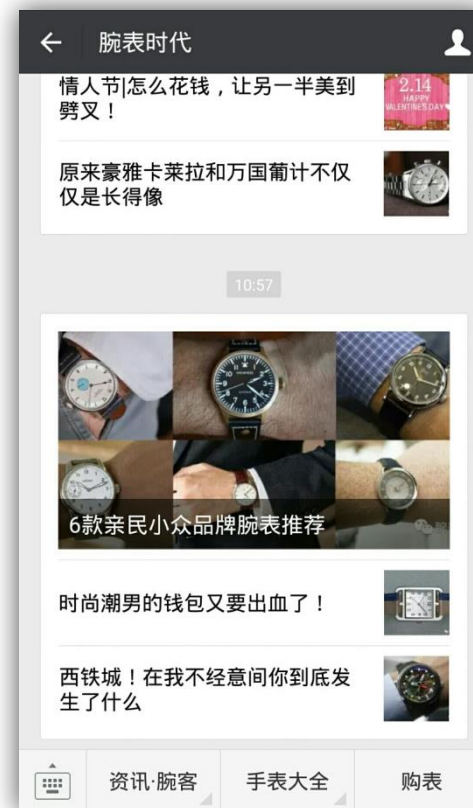 腕表时代
情人节|怎么花钱，让另一半美到
劈叉！
2.14
HAPPY
VALENTINE'S DAY
原来豪雅卡莱拉和万国葡计不仅
仅是长得像
10:57
6款亲民小众品牌腕表推荐
时尚潮男的钱包又要出血了！
西铁城！在我不经意间你到底发
生了什么
资讯·腕客
手表大全
购表